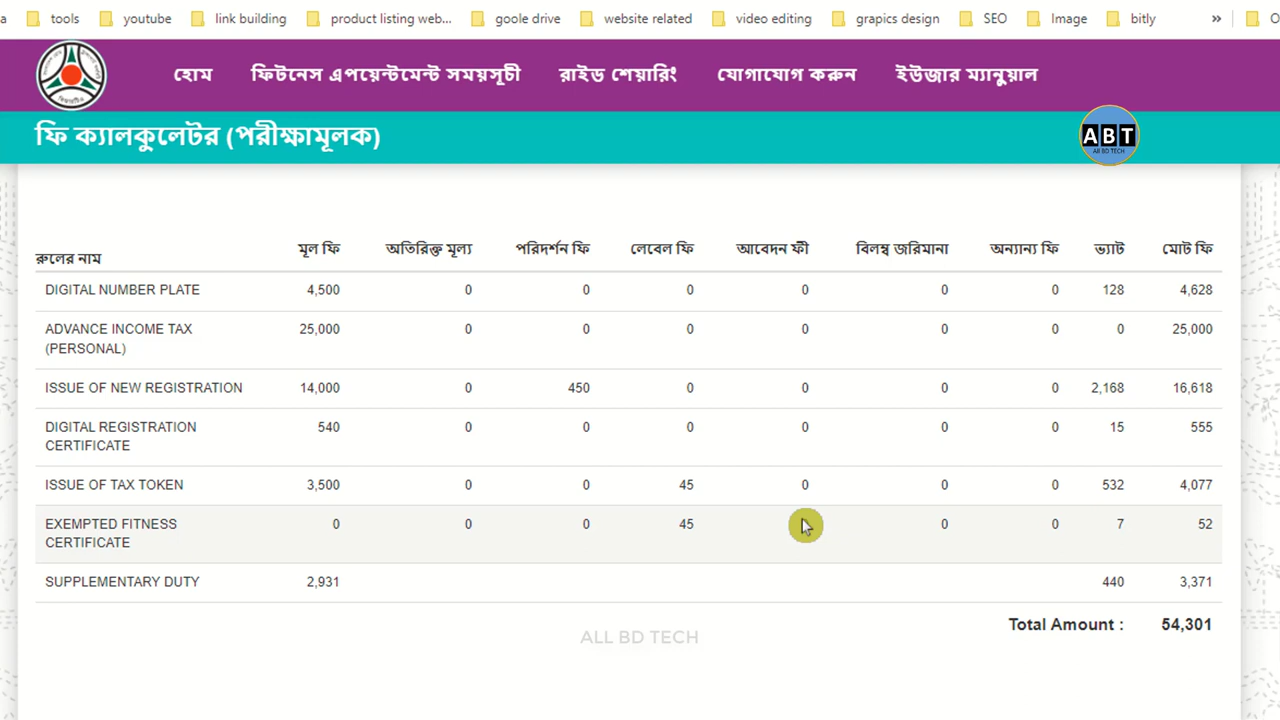 a tools youtube link building product listing web... goole drive website related video editing grapics design SEO Image bitly »
হোম ফিটনেস এপয়েন্টমেন্ট সময়সূচী রাইড শেয়ারিং যোগাযোগ করুন ইউজার ম্যানুয়াল
ফি ক্যালকুলেটর (পরীক্ষামূলক)
ABT
All BD TECH
রুলের নাম মূল ফি অতিরিক্ত মূল্য পরিদর্শন ফি লেবেল ফি আবেদন ফী বিলম্ব জরিমানা অন্যান্য ফি ভ্যাট মোট ফি
DIGITAL NUMBER PLATE 4,500 0 0 0 0 0 0 128 4,628
ADVANCE INCOME TAX 25,000 0 0 0 0 0 0 0 25,000
(PERSONAL)
ISSUE OF NEW REGISTRATION 14,000 0 450 0 0 0 0 2,168 16,618
DIGITAL REGISTRATION 540 0 0 0 0 0 0 15 555
CERTIFICATE
ISSUE OF TAX TOKEN 3,500 0 0 45 0 0 0 532 4,077
EXEMPTED FITNESS 0 0 0 45 0 0 7 52
CERTIFICATE
SUPPLEMENTARY DUTY 2,931 440 3,371
Total Amount : 54,301
ALL BD TECH